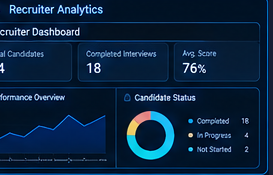 Recruiter Analytics
cruiter Dashboard
al Candidates
4
Completed Interviews
18
Avg. Score
76%
formance Overview
Candidate Status
Completed 18
In Progress 4
Not Started 2